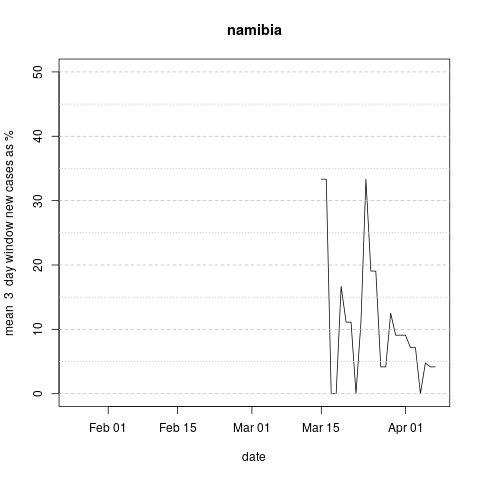 namibia
mean  3  day window new cases as %
50
40
30
20
10
0
Feb 01
Feb 15
Mar 01
Mar 15
Apr 01
date